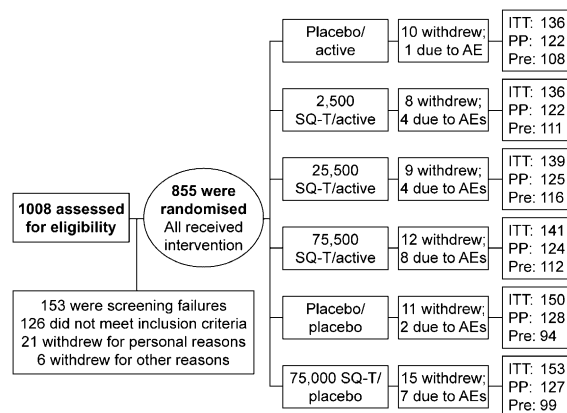 1008 assessed
for eligibility
855 were
randomised
All received
intervention
153 were screening failures
126 did not meet inclusion criteria
21 withdrew for personal reasons
6 withdrew for other reasons
Placebo/
active
10 withdrew;
1 due to AE
ITT: 136
PP: 122
Pre: 108
2,500
SQ-T/active
8 withdrew;
4 due to AEs
ITT: 136
PP: 122
Pre: 111
25,500
SQ-T/active
9 withdrew;
4 due to AEs
ITT: 139
PP: 125
Pre: 116
75,500
SQ-T/active
12 withdrew;
8 due to AEs
ITT: 141
PP: 124
Pre: 112
Placebo/
placebo
11 withdrew;
2 due to AEs
ITT: 150
PP: 128
Pre: 94
75,000 SQ-T/
placebo
15 withdrew;
7 due to AEs
ITT: 153
PP: 127
Pre: 99